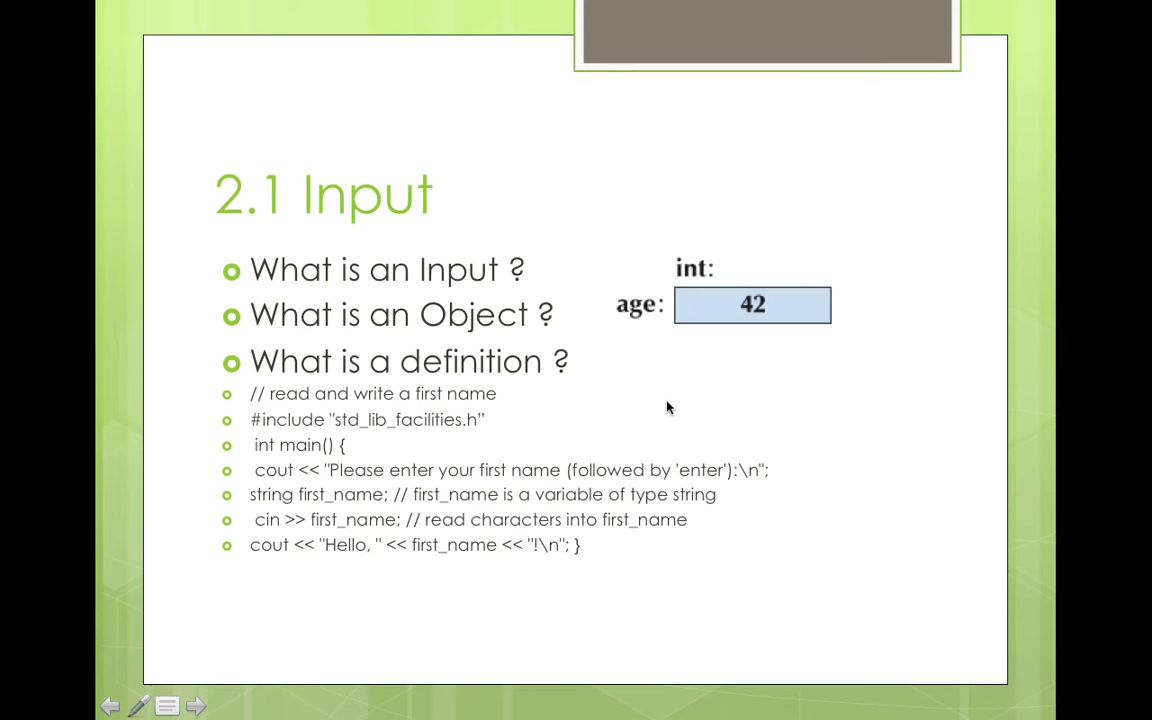 2.1 Input
What is an Input ?
What is an Object ?
What is a definition ?
// read and write a first name
#include "std_lib_facilities.h”
int main() {
cout << "Please enter your first name (followed by 'enter'):\n";
string first_name; // first_name is a variable of type string
cin >> first_name; // read characters into first_name
cout << "Hello, " << first_name << "!\n"; }
int:
age: 42